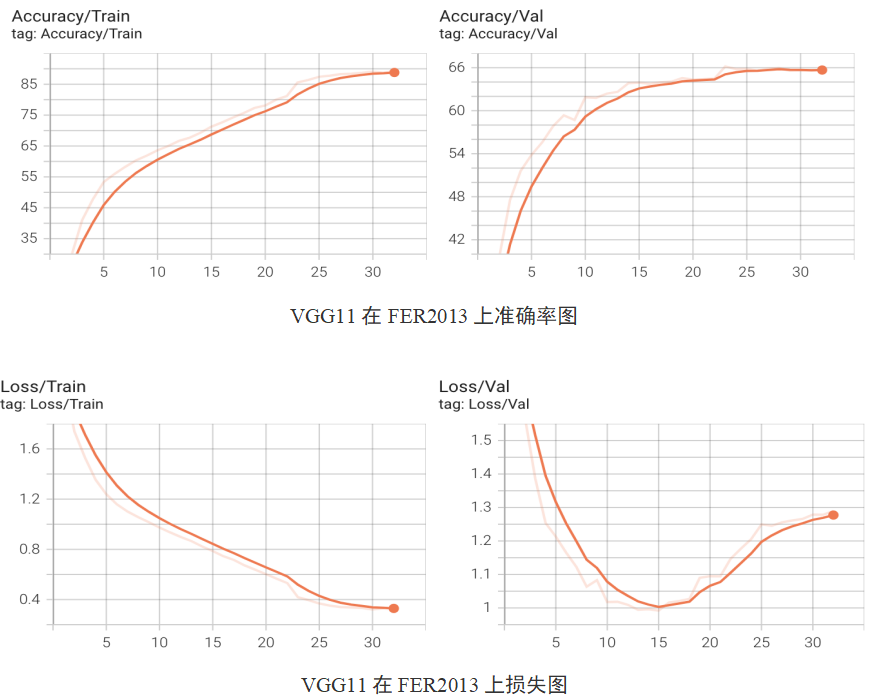 Accuracy/Train
tag: Accuracy/Train
85
75
65
55
45
35
5 10 15 20 25 30
Accuracy/Val
tag: Accuracy/Val
66
60
54
48
42
5 10 15 20 25 30
VGG11 在 FER2013 上准确率图
Loss/Train
tag: Loss/Train
1.6
1.2
0.8
0.4
5 10 15 20 25 30
Loss/Val
tag: Loss/Val
1.5
1.4
1.3
1.2
1.1
1
5 10 15 20 25 30
VGG11 在 FER2013 上损失图